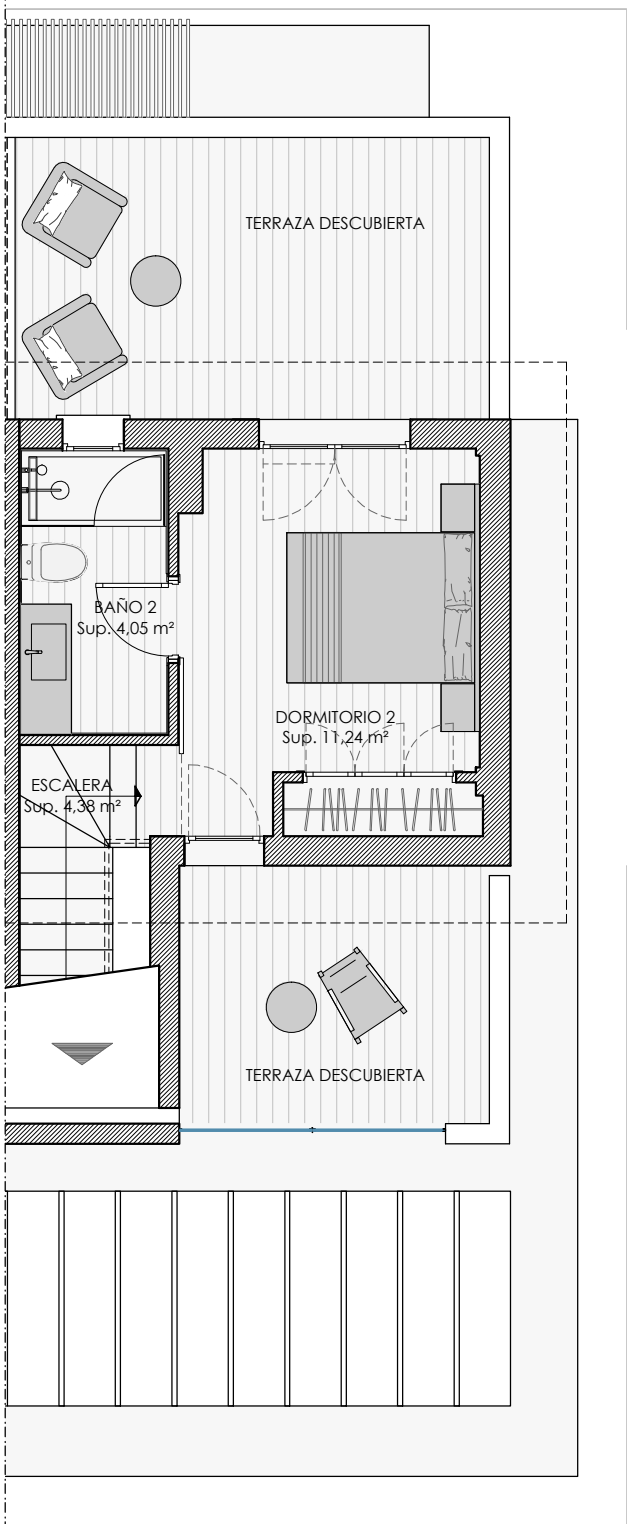 TERRAZA DESCUBIERTA
BAÑO 2
Sup. 4,05 m²
DORMITORIO 2
Sup. 11,24 m²
ESCALERA
Sup. 4,38 m²
TERRAZA DESCUBIERTA